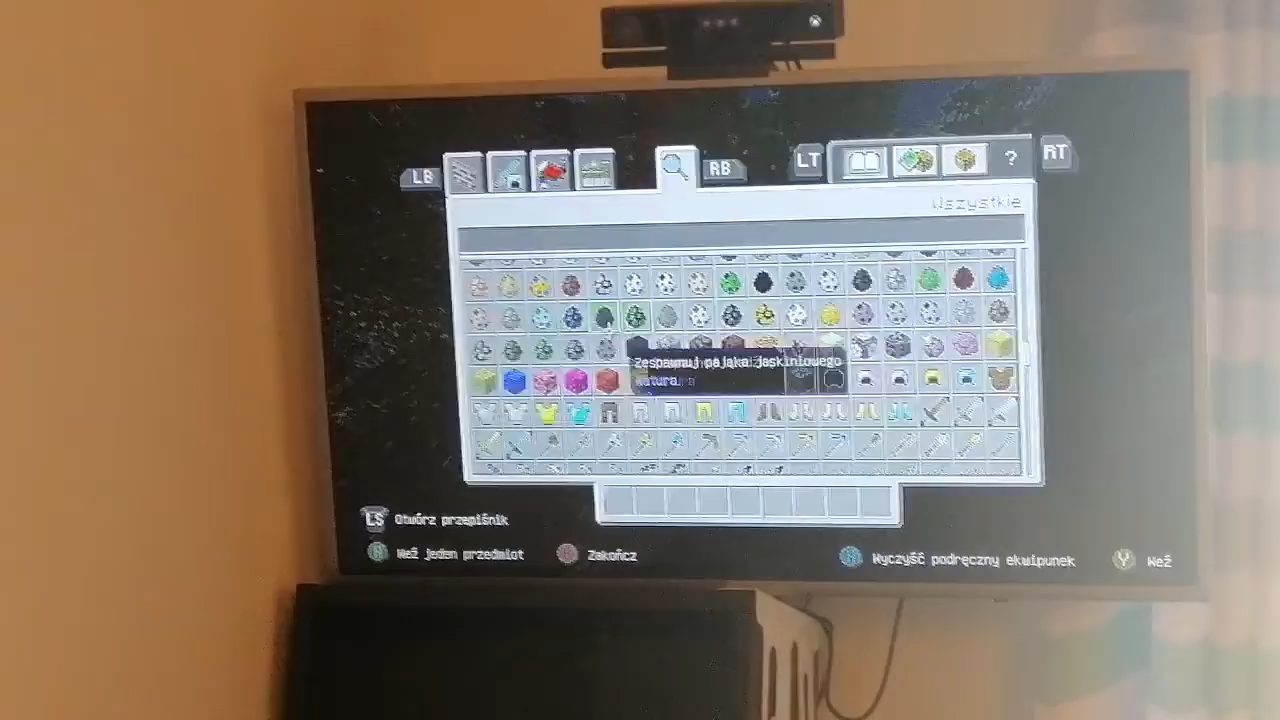 LB
RB
LT
?
RT
Wszystkie
Zespawnuj pająka jaskiniowego
Natura
LS Otwórz przepiśnik
A Weź jeden przedmiot
B Zakończ
X Wyczyść podręczny ekwipunek
Y Weź